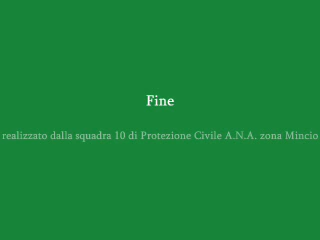 Fine
realizzato dalla squadra 10 di Protezione Civile A.N.A. zona Mincio